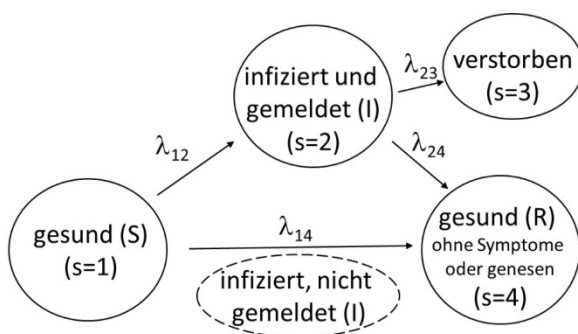 infiziert und
gemeldet (I)
(s=2)
λ23
verstorben
(s=3)
λ12
λ24
gesund (S)
(s=1)
λ14
infiziert, nicht
gemeldet (I)
gesund (R)
ohne Symptome
oder genesen
(s=4)